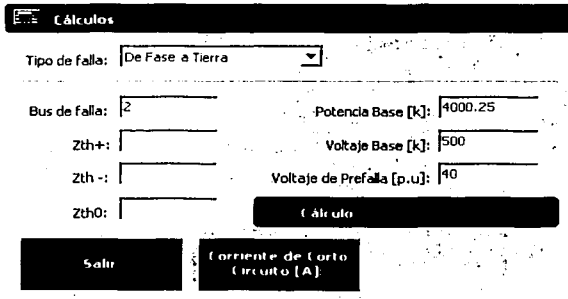 Cálculos
Tipo de falla: De Fase a Tierra
Bus de falla: 2
Potencia Base [k]: 4000.25
Zth+:
Voltaje Base [k]: 500
Zth -:
Voltaje de Prefalla [p.u]: 40
Zth0:
Cálculo
Salir
Corriente de Corto
Circuito [A]: